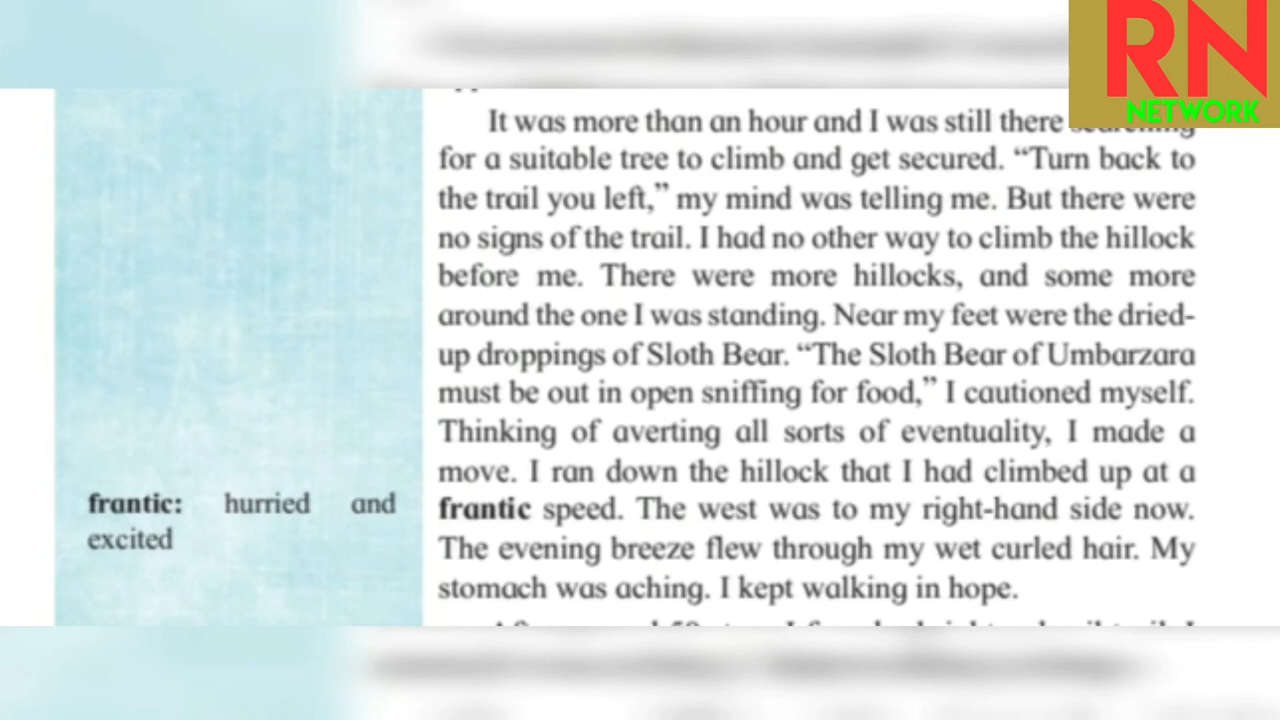 RN
NETWORK
It was more than an hour and I was still there searching
for a suitable tree to climb and get secured. “Turn back to
the trail you left,” my mind was telling me. But there were
no signs of the trail. I had no other way to climb the hillock
before me. There were more hillocks, and some more
around the one I was standing. Near my feet were the dried-
up droppings of Sloth Bear. “The Sloth Bear of Umbarzara
must be out in open sniffing for food,” I cautioned myself.
Thinking of averting all sorts of eventuality, I made a
move. I ran down the hillock that I had climbed up at a
frantic speed. The west was to my right-hand side now.
The evening breeze flew through my wet curled hair. My
stomach was aching. I kept walking in hope.
frantic: hurried and
excited